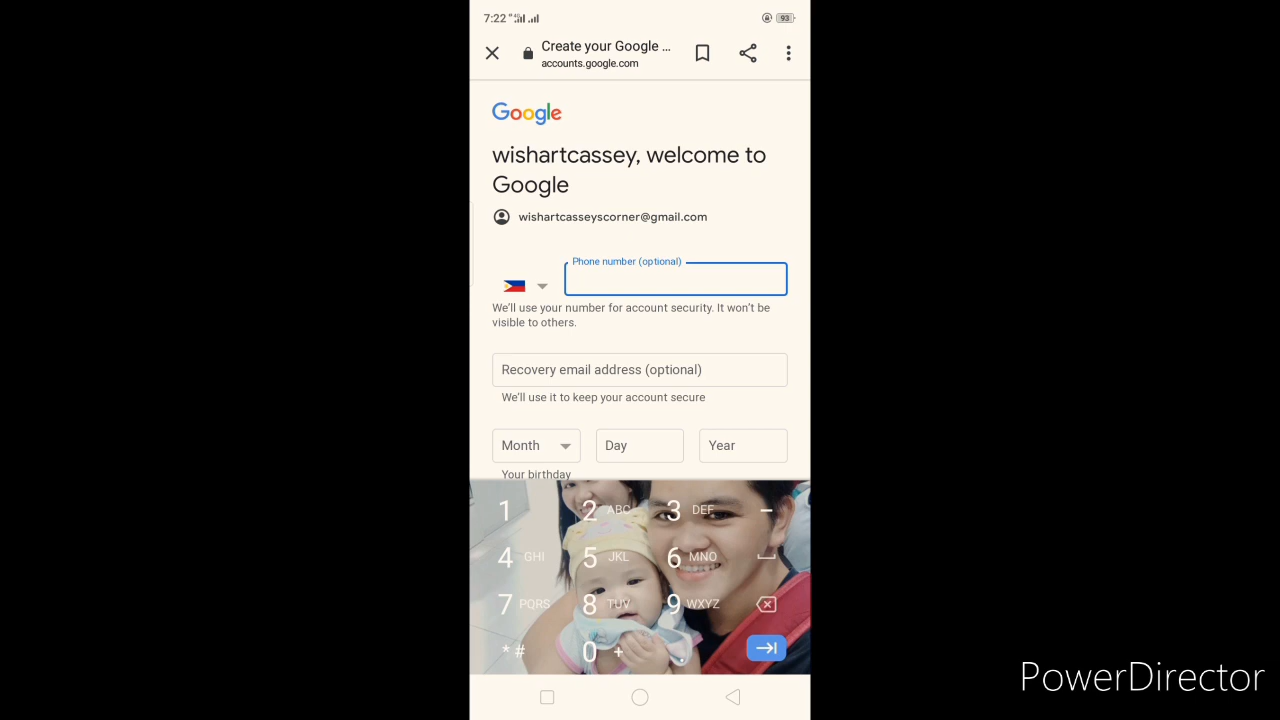 7:22
93
Create your Google ...
accounts.google.com
Google
wishartcassey, welcome to
Google
wishartcasseyscorner@gmail.com
Phone number (optional)
We'll use your number for account security. It won't be
visible to others.
Recovery email address (optional)
We'll use it to keep your account secure
Month Day Year
Your birthday
1 2 ABC 3 DEF -
4 GHI 5 JKL 6 MNO
7 PQRS 8 TUV 9 WXYZ
* # 0 +
PowerDirector